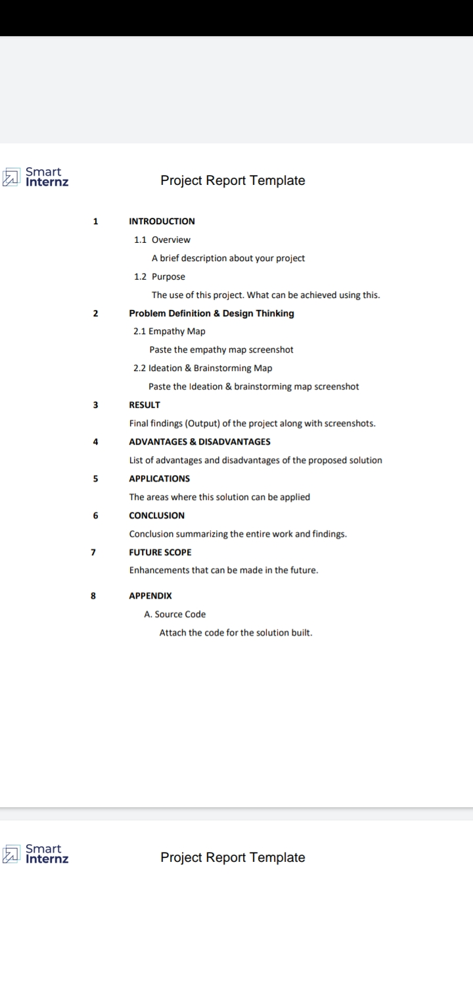 Smart
Internz
Project Report Template
1 INTRODUCTION
1.1 Overview
A brief description about your project
1.2 Purpose
The use of this project. What can be achieved using this.
2 Problem Definition & Design Thinking
2.1 Empathy Map
Paste the empathy map screenshot
2.2 Ideation & Brainstorming Map
Paste the Ideation & brainstorming map screenshot
3 RESULT
Final findings (Output) of the project along with screenshots.
4 ADVANTAGES & DISADVANTAGES
List of advantages and disadvantages of the proposed solution
5 APPLICATIONS
The areas where this solution can be applied
6 CONCLUSION
Conclusion summarizing the entire work and findings.
7 FUTURE SCOPE
Enhancements that can be made in the future.
8 APPENDIX
A. Source Code
Attach the code for the solution built.
Smart
Internz
Project Report Template